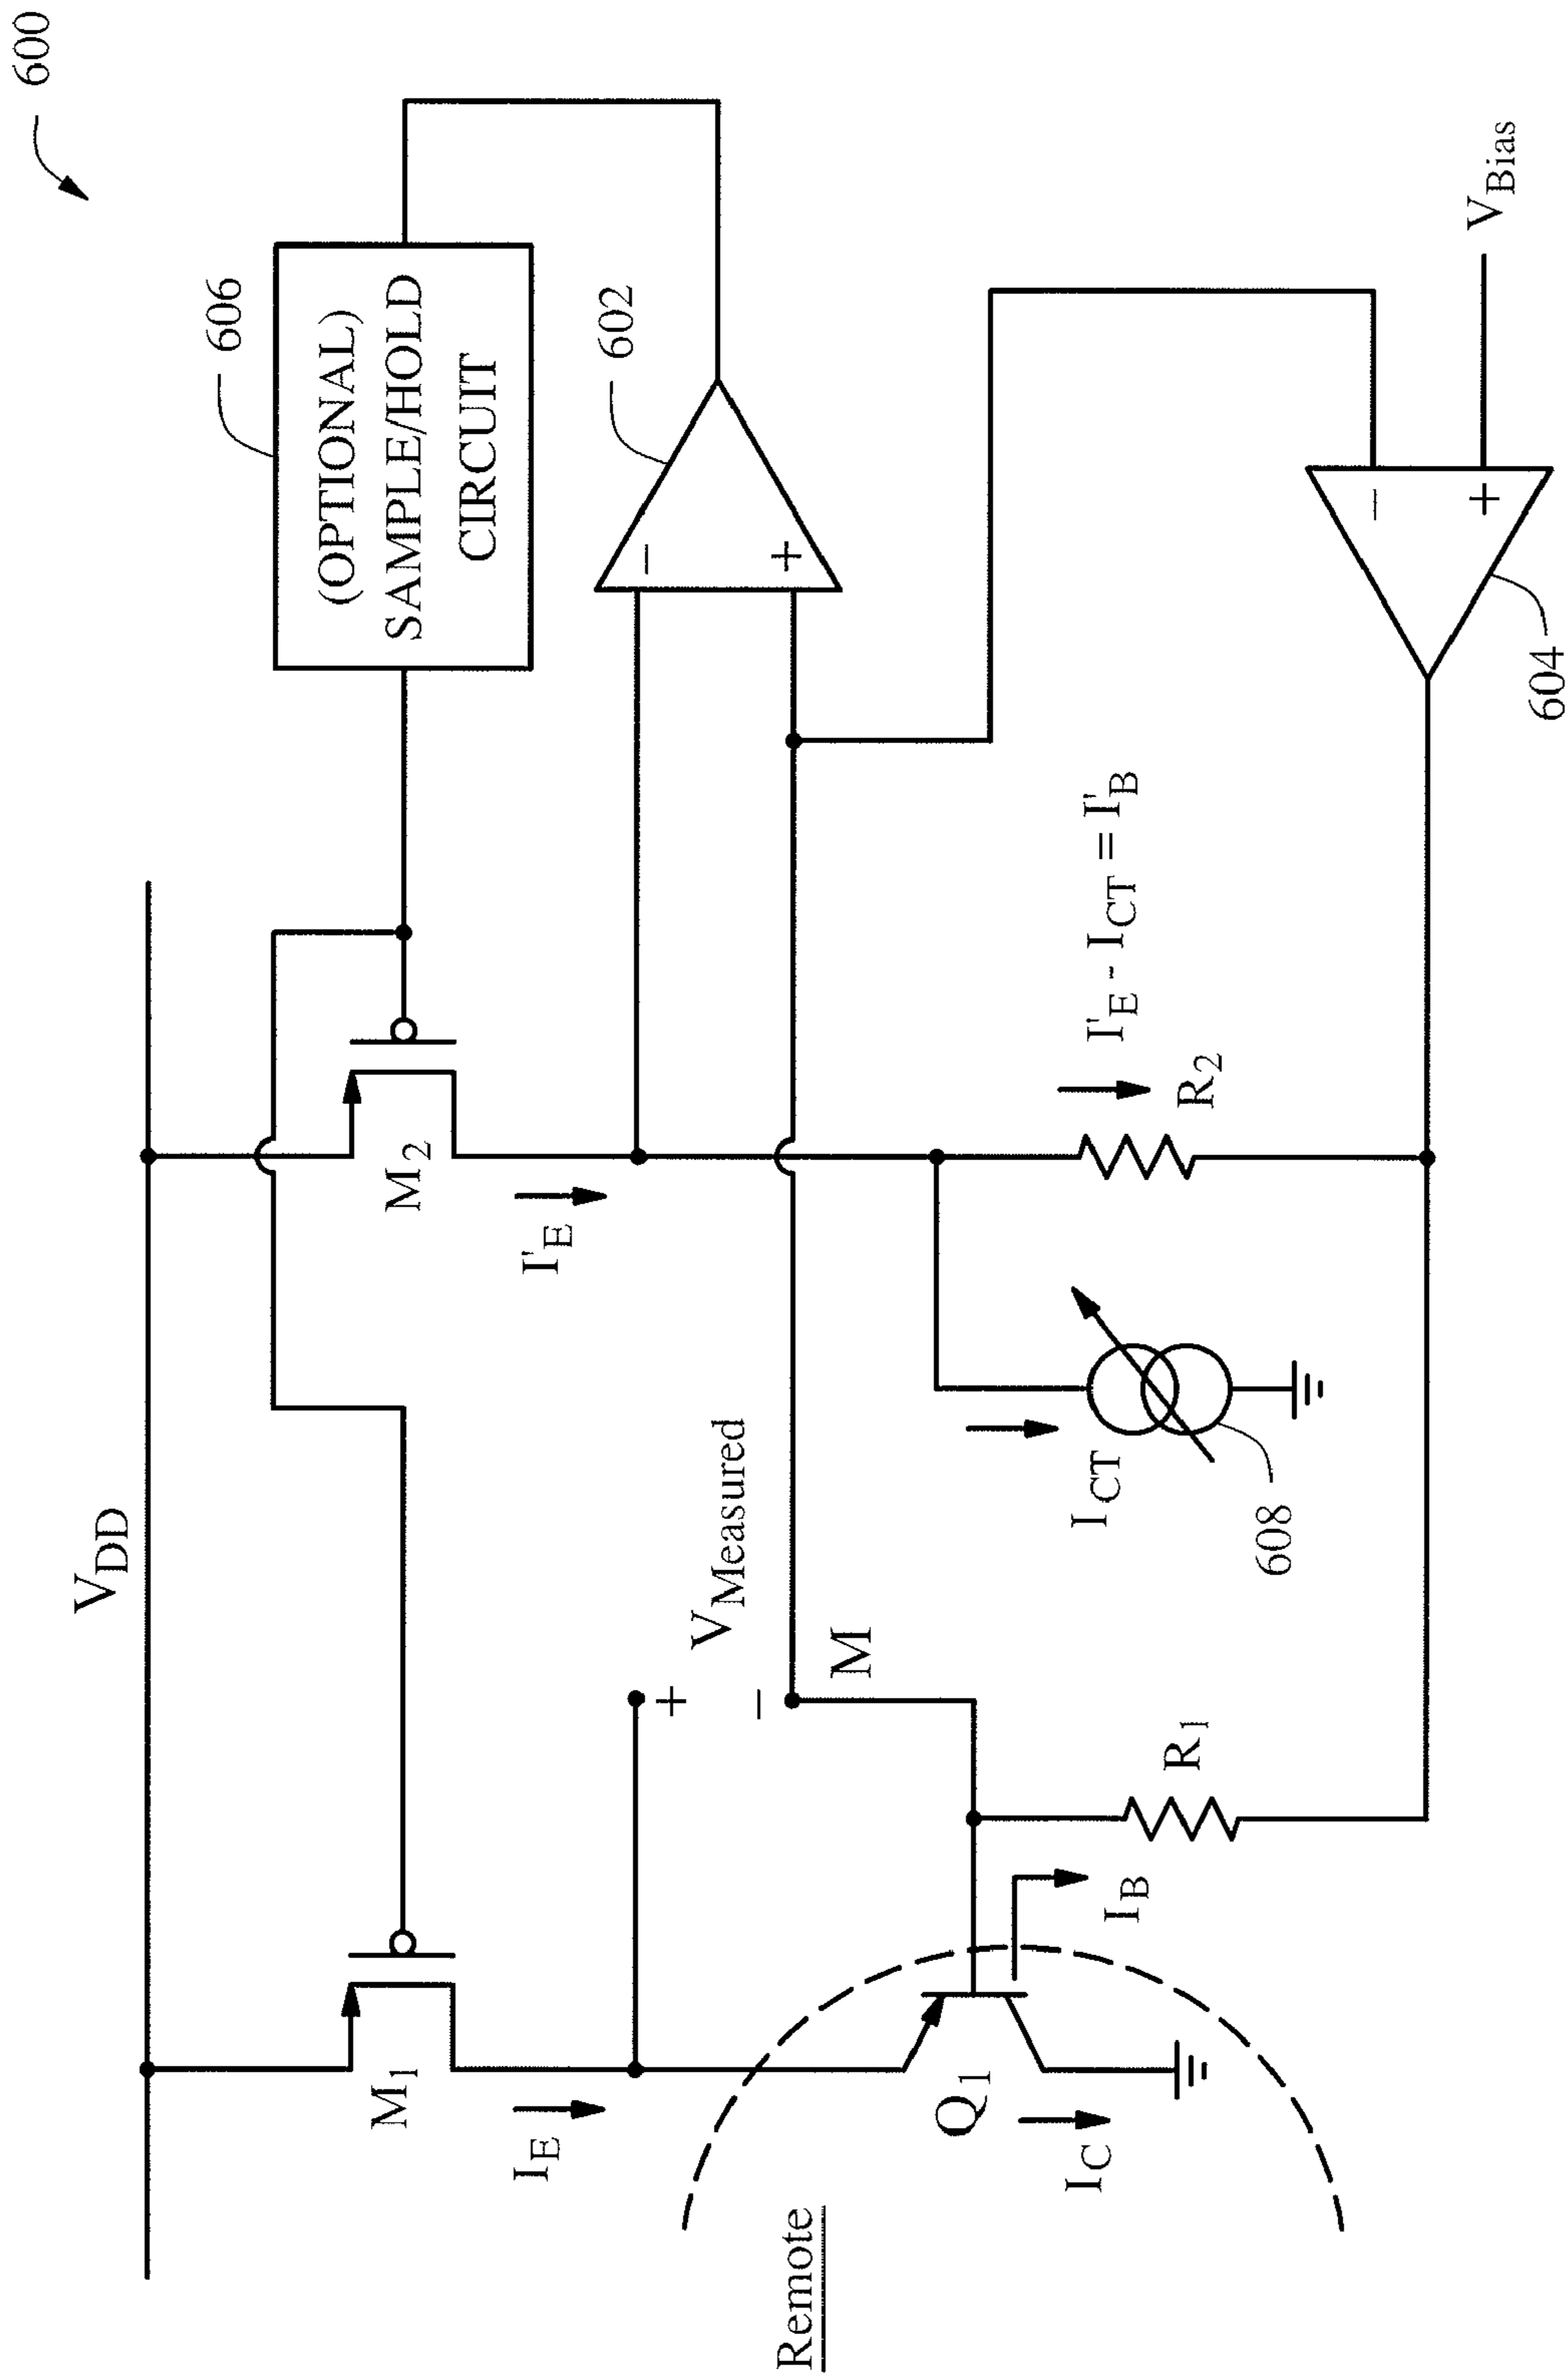 600
606
(OPTIONAL)
SAMPLE/HOLD
CIRCUIT
602
−
+
V_DD
M_1
M_2
I_E
I'_E
V_Measured
+
−
M
Remote
Q_1
I_C
I_B
R_1
I_CT
608
R_2
I'_E - I_CT = I'_B
−
+
604
V_Bias